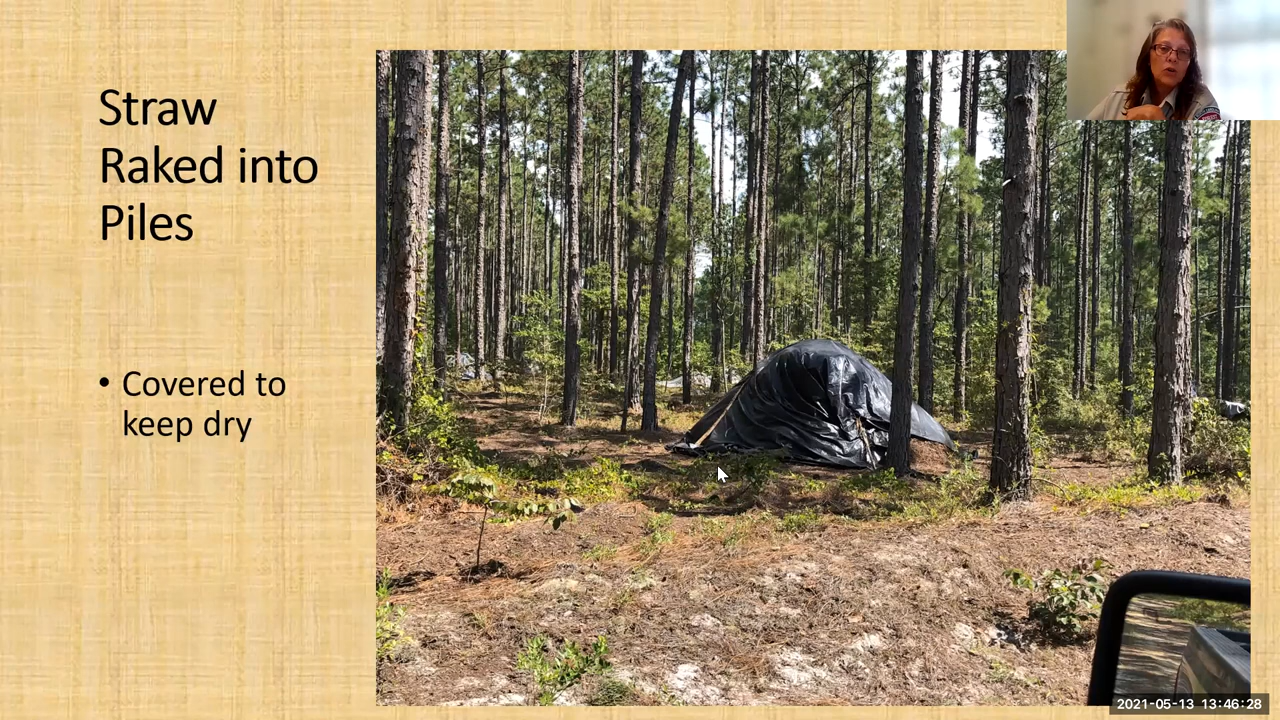 Straw
Raked into
Piles
• Covered to
keep dry
2021-05-13 13:46:28